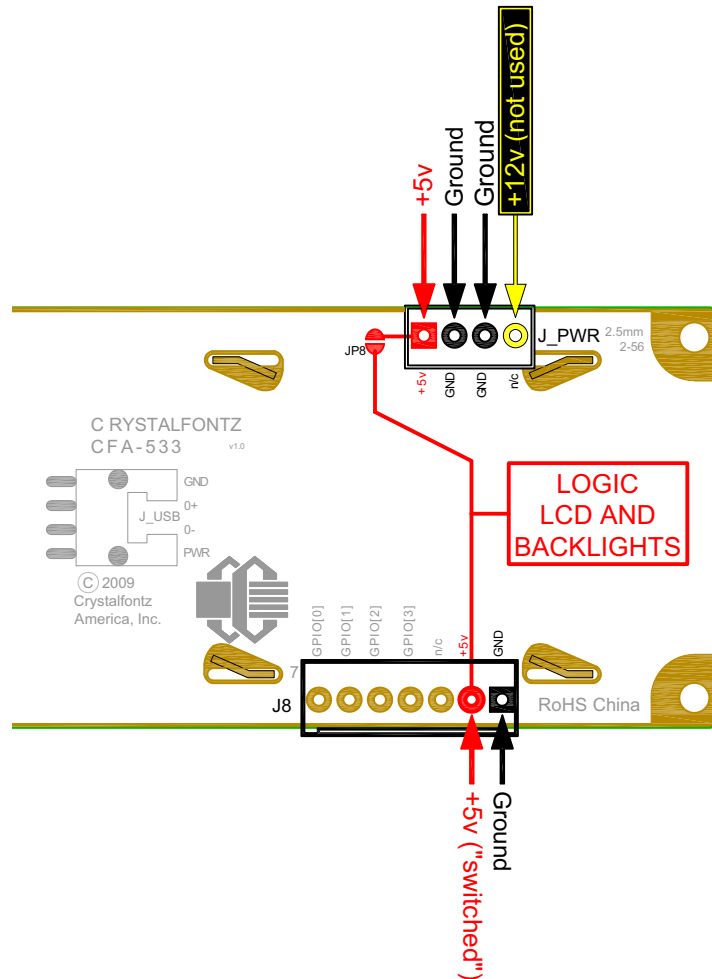 +5v
Ground
Ground
+12v (not used)
JP8
J_PWR
2.5mm
2-56
+5v
GND
GND
n/c
C RYSTALFONTZ
CFA-533
v1.0
GND
0+
J_USB
0-
PWR
LOGIC
LCD AND
BACKLIGHTS
C 2009
Crystalfontz
America, Inc.
GPIO[0]
GPIO[1]
GPIO[2]
GPIO[3]
n/c
+5v
GND
7
J8
RoHS China
+5v ("switched")
Ground